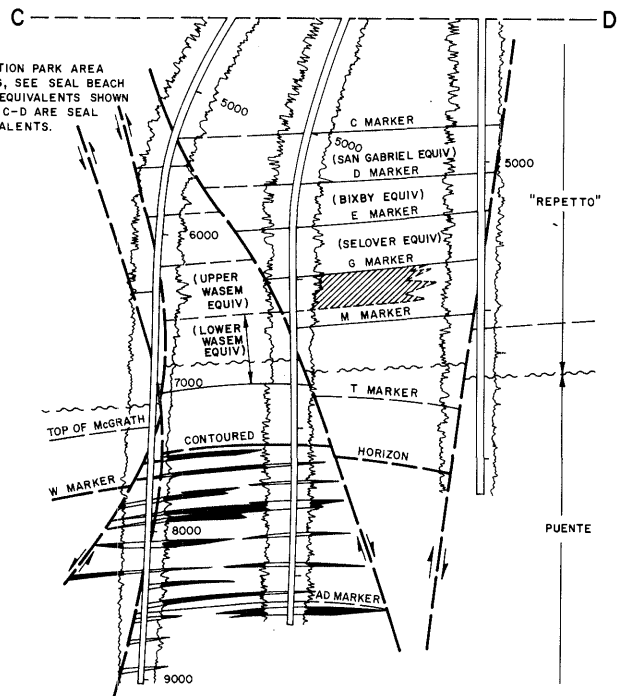 C
D
TION PARK AREA
S, SEE SEAL BEACH
EQUIVALENTS SHOWN
C-D ARE SEAL
ALENTS.
5000
C MARKER
5000
(SAN GABRIEL EQUIV)
5000
D MARKER
(BIXBY EQUIV)
E MARKER
"REPETTO"
6000
(SELOVER EQUIV)
G MARKER
(UPPER
WASEM
EQUIV)
M MARKER
(LOWER
WASEM
EQUIV)
7000
T MARKER
TOP OF McGRATH
CONTOURED
HORIZON
W MARKER
8000
PUENTE
AD MARKER
9000